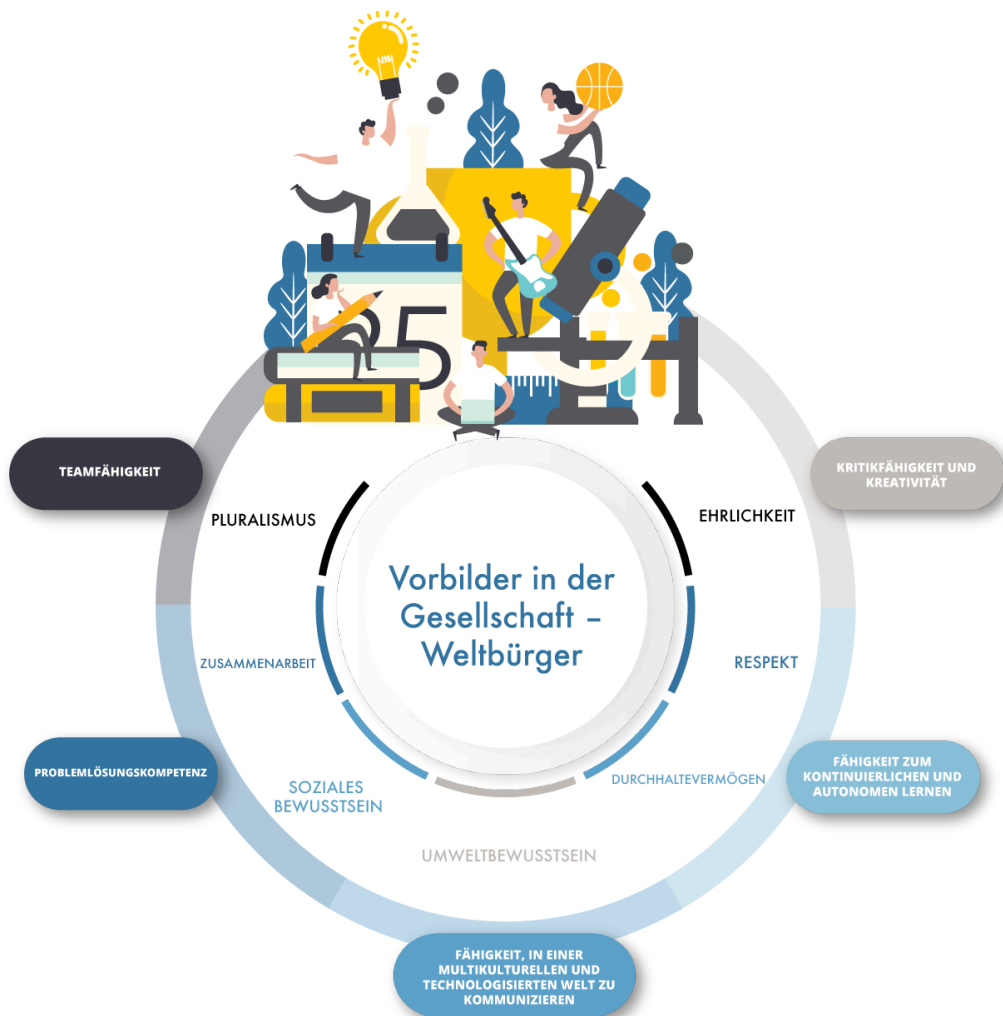 25
TEAMFÄHIGKEIT
KRITIKFÄHIGKEIT UND
KREATIVITÄT
PLURALISMUS
EHRLICHKEIT
Vorbilder in der
Gesellschaft –
Weltbürger
ZUSAMMENARBEIT
RESPEKT
PROBLEMLÖSUNGSKOMPETENZ
SOZIALES
BEWUSSTSEIN
DURCHHALTEVERMÖGEN
FÄHIGKEIT ZUM
KONTINUIERLICHEN UND
AUTONOMEN LERNEN
UMWELTBEWUSSTSEIN
FÄHIGKEIT, IN EINER
MULTIKULTURELLEN UND
TECHNOLOGISIERTEN WELT ZU
KOMMUNIZIEREN